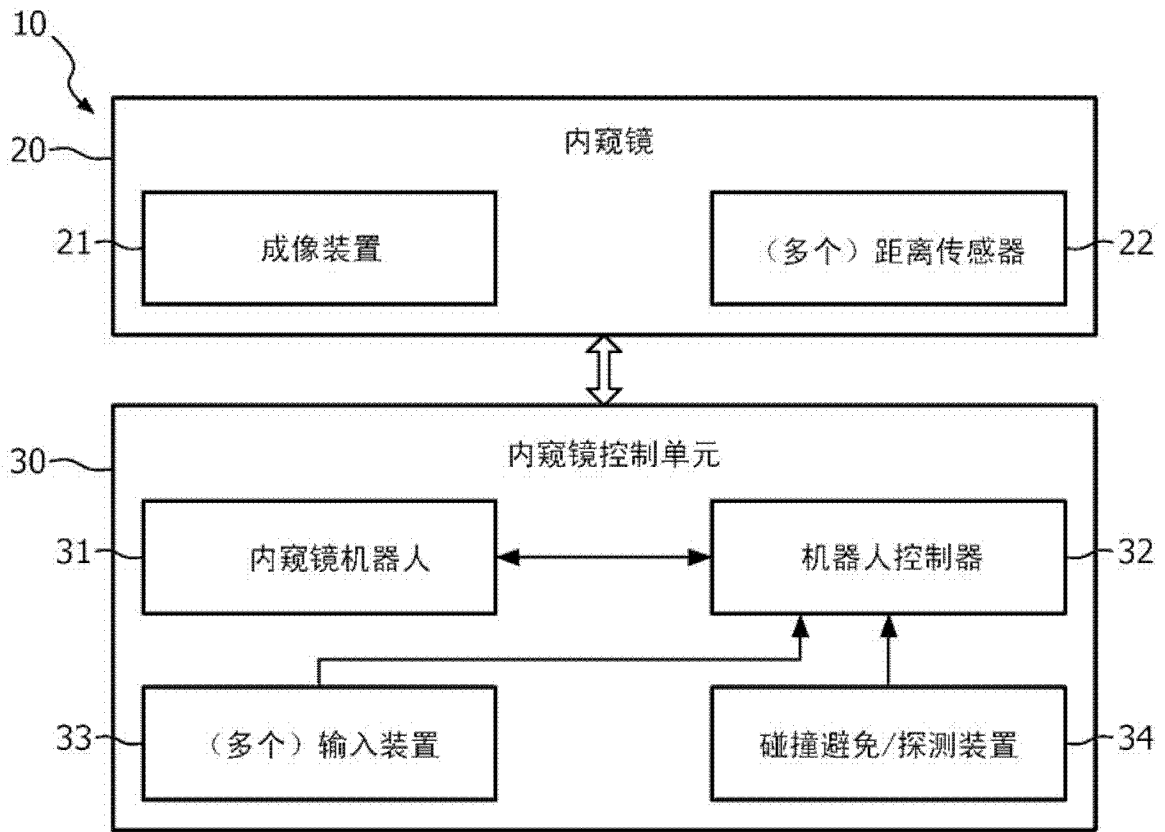 10
20
内窥镜
21
成像装置
（多个）距离传感器
22
30
内窥镜控制单元
31
内窥镜机器人
机器人控制器
32
33
（多个）输入装置
碰撞避免/探测装置
34